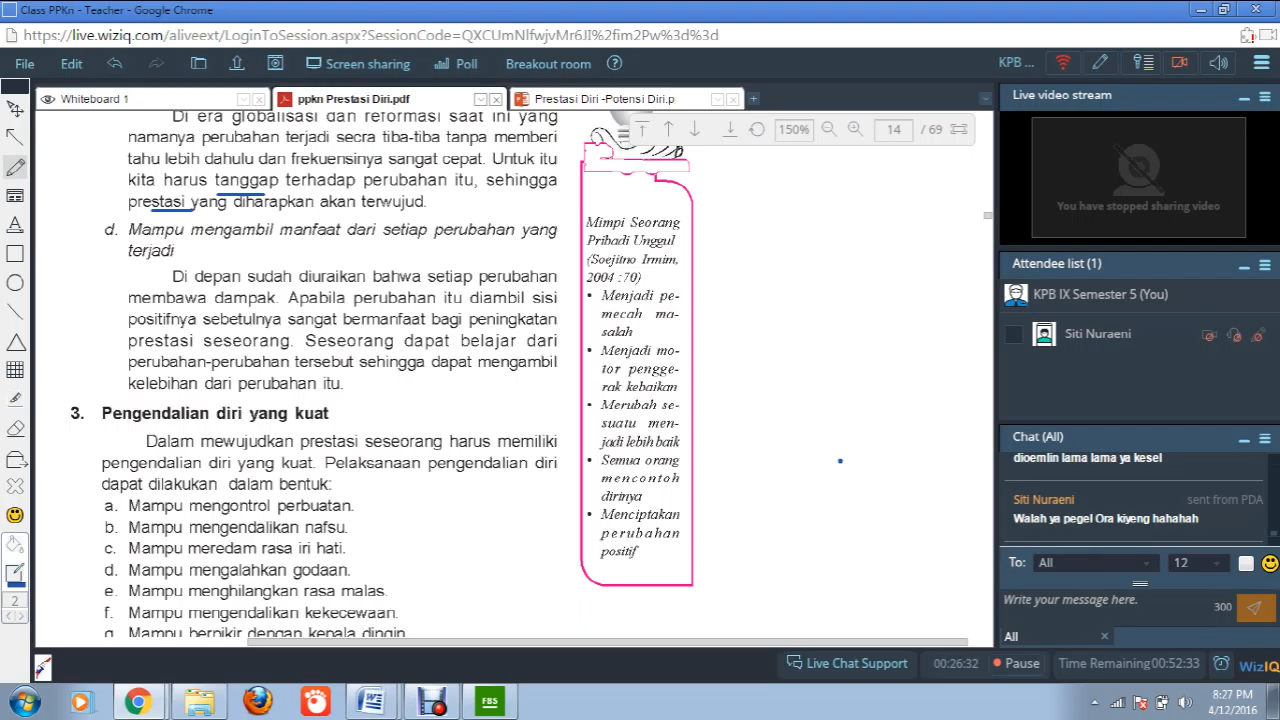 Class PPKn - Teacher - Google Chrome
https://live.wiziq.com/aliveext/LoginToSession.aspx?SessionCode=QXCUmNlfwjvMr6JI%2fim2Pw%3d%3d
File Edit Screen sharing Poll Breakout room KPB ...
Whiteboard 1 ppkn Prestasi Diri.pdf Prestasi Diri -Potensi Diri.p
150% 14 / 69
Di era globalisasi dan reformasi saat ini yang
namanya perubahan terjadi secra tiba-tiba tanpa memberi
tahu lebih dahulu dan frekuensinya sangat cepat. Untuk itu
kita harus tanggap terhadap perubahan itu, sehingga
prestasi yang diharapkan akan terwujud.
d. Mampu mengambil manfaat dari setiap perubahan yang
terjadi
Di depan sudah diuraikan bahwa setiap perubahan
membawa dampak. Apabila perubahan itu diambil sisi
positifnya sebetulnya sangat bermanfaat bagi peningkatan
prestasi seseorang. Seseorang dapat belajar dari
perubahan-perubahan tersebut sehingga dapat mengambil
kelebihan dari perubahan itu.
3. Pengendalian diri yang kuat
Dalam mewujudkan prestasi seseorang harus memiliki
pengendalian diri yang kuat. Pelaksanaan pengendalian diri
dapat dilakukan dalam bentuk:
a. Mampu mengontrol perbuatan.
b. Mampu mengendalikan nafsu.
c. Mampu meredam rasa iri hati.
d. Mampu mengalahkan godaan.
e. Mampu menghilangkan rasa malas.
f. Mampu mengendalikan kekecewaan.
g. Mampu berpikir dengan kepala dingin
Mimpi Seorang
Pribadi Unggul
(Soejitno Irmim,
2004 :70)
• Menjadi pe-
mecah ma-
salah
• Menjadi mo-
tor pengge-
rak kebaikan
• Merubah se-
suatu men-
jadi lebih baik
• Semua orang
mencontoh
dirinya
• Menciptakan
perubahan
positif
Live video stream
You have stopped sharing video
Attendee list (1)
KPB IX Semester 5 (You)
Siti Nuraeni
Chat (All)
dioemlin lama lama ya kesel
Siti Nuraeni sent from PDA
Walah ya pegel Ora kiyeng hahahah
To: All 12
Write your message here. 300
All
2
Live Chat Support 00:26:32 Pause Time Remaining 00:52:33 WizIQ
FBS
8:27 PM
4/12/2016